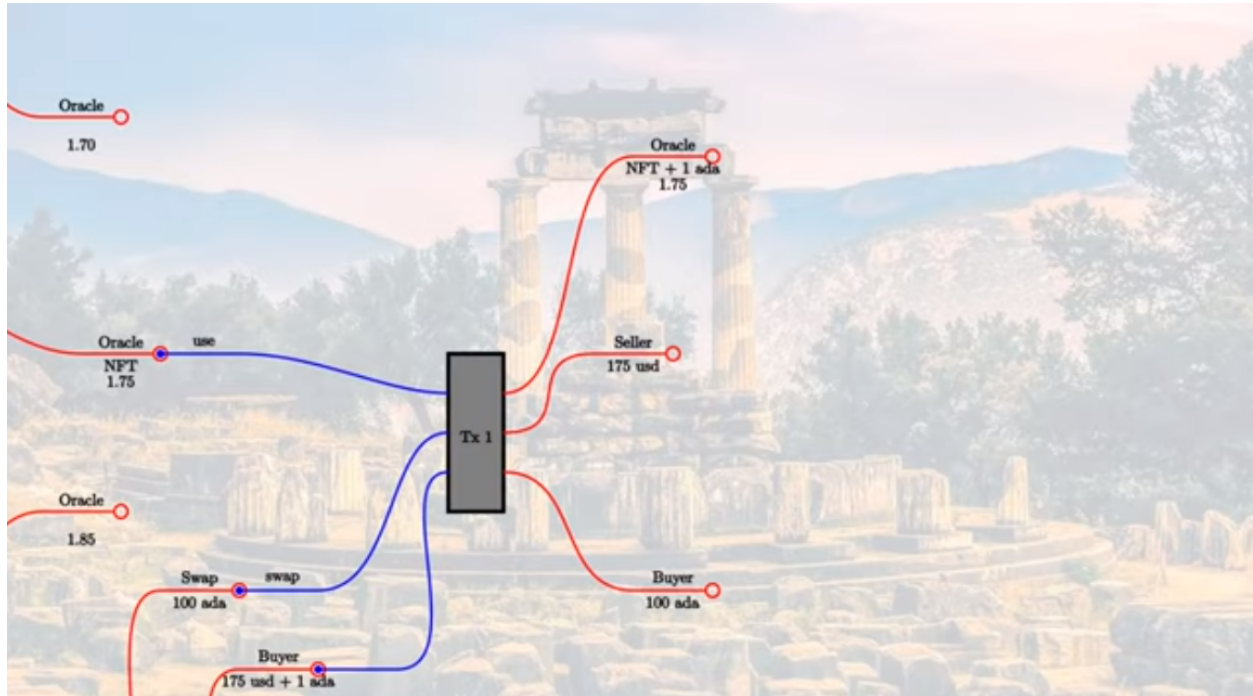 Oracle
1.70
Oracle
NFT + 1 ada
1.75
Oracle
use
NFT
1.75
Seller
175 usd
Tx 1
Oracle
1.85
Swap
swap
100 ada
Buyer
100 ada
Buyer
175 usd + 1 ada